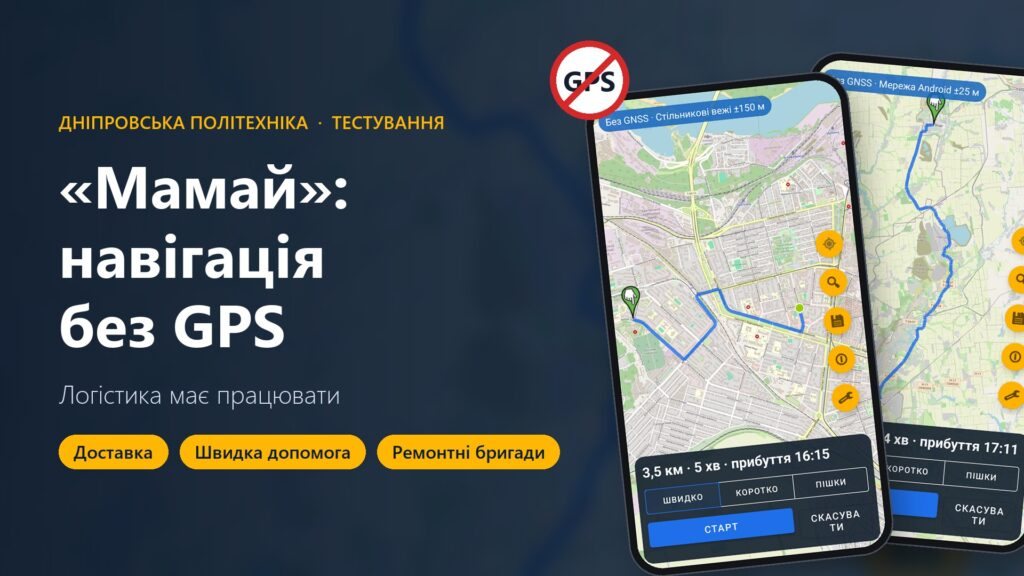 ДНІПРОВСЬКА ПОЛІТЕХНІКА · ТЕСТУВАННЯ
«Мамай»:
навігація
без GPS
Логістика має працювати
Доставка
Швидка допомога
Ремонтні бригади
GPS
Без GNSS · Стільникові вежі ±150 м
3,5 км · 5 хв · прибуття 16:15
ШВИДКО
КОРОТКО
ПІШКИ
СТАРТ
СКАСУВА
ТИ
GNSS · Мережа Android ±25 м
4 хв · прибуття 17:11
КОРОТКО
ПІШКИ
СКАСУВА
ТИ